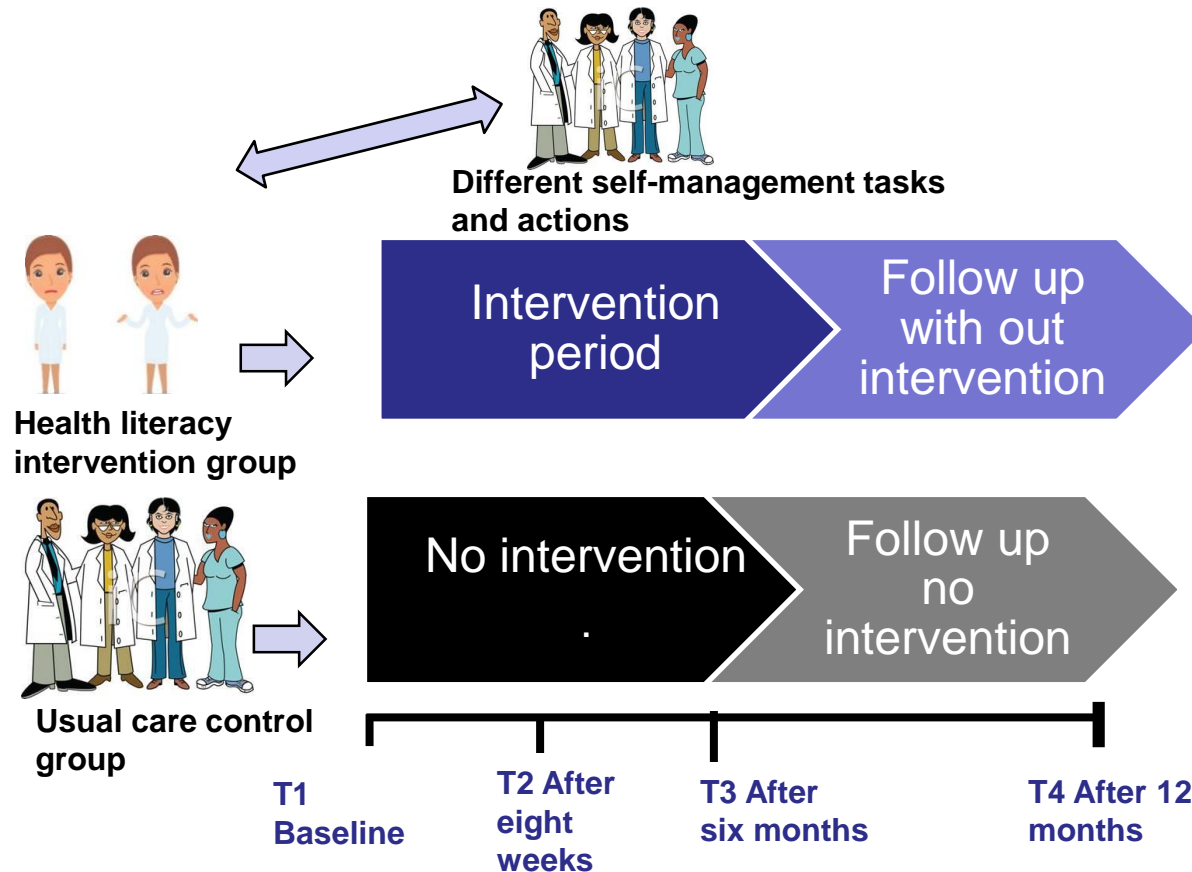 Different self-management tasks
and actions
Intervention
period
Follow up
with out
intervention
Health literacy
intervention group
No intervention
.
Follow up
no
intervention
Usual care control
group
T1
Baseline
T2 After
eight
weeks
T3 After
six months
T4 After 12
months